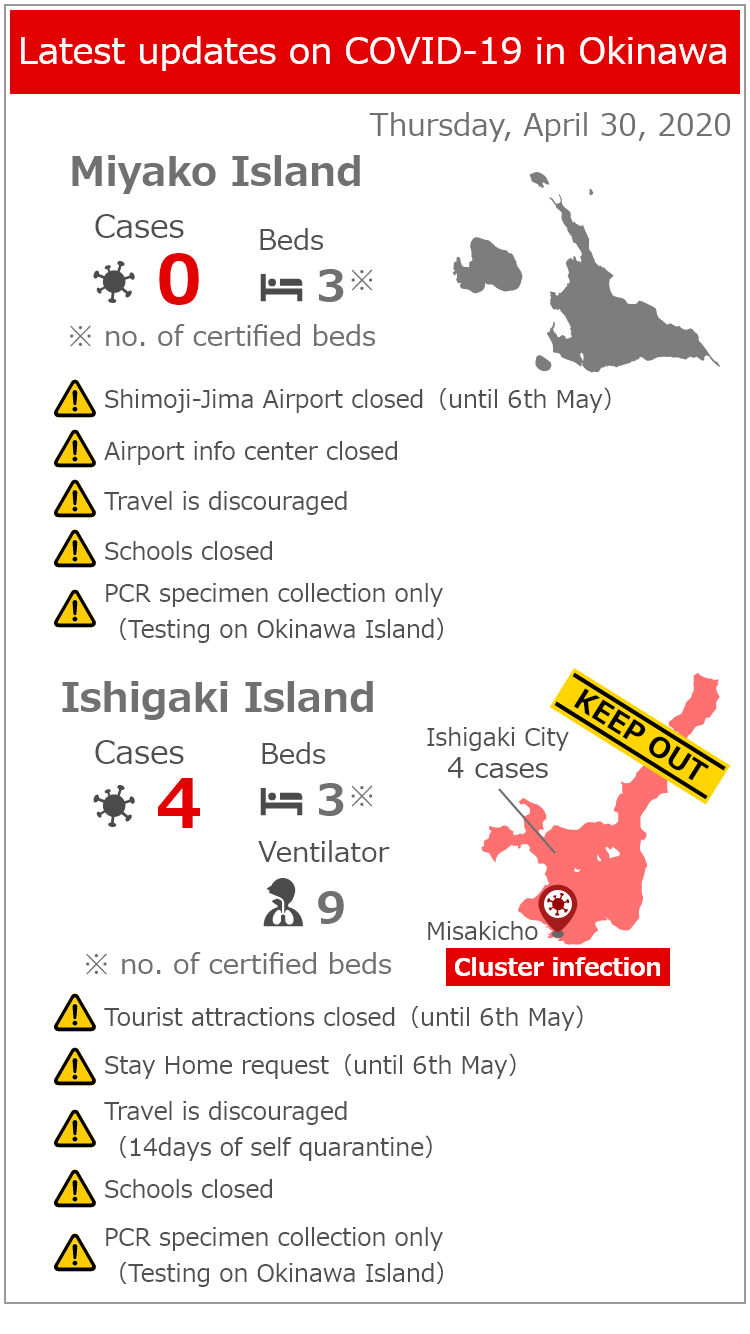 Latest updates on COVID-19 in Okinawa
Thursday, April 30, 2020
Miyako Island
Cases
0
Beds
3※
※ no. of certified beds
Shimoji-Jima Airport closed（until 6th May）
Airport info center closed
Travel is discouraged
Schools closed
PCR specimen collection only
（Testing on Okinawa Island）
Ishigaki Island
KEEP OUT
Cases
4
Beds
3※
Ventilator
9
Ishigaki City
4 cases
Misakicho
Cluster infection
※ no. of certified beds
Tourist attractions closed（until 6th May）
Stay Home request（until 6th May）
Travel is discouraged
（14days of self quarantine）
Schools closed
PCR specimen collection only
（Testing on Okinawa Island）